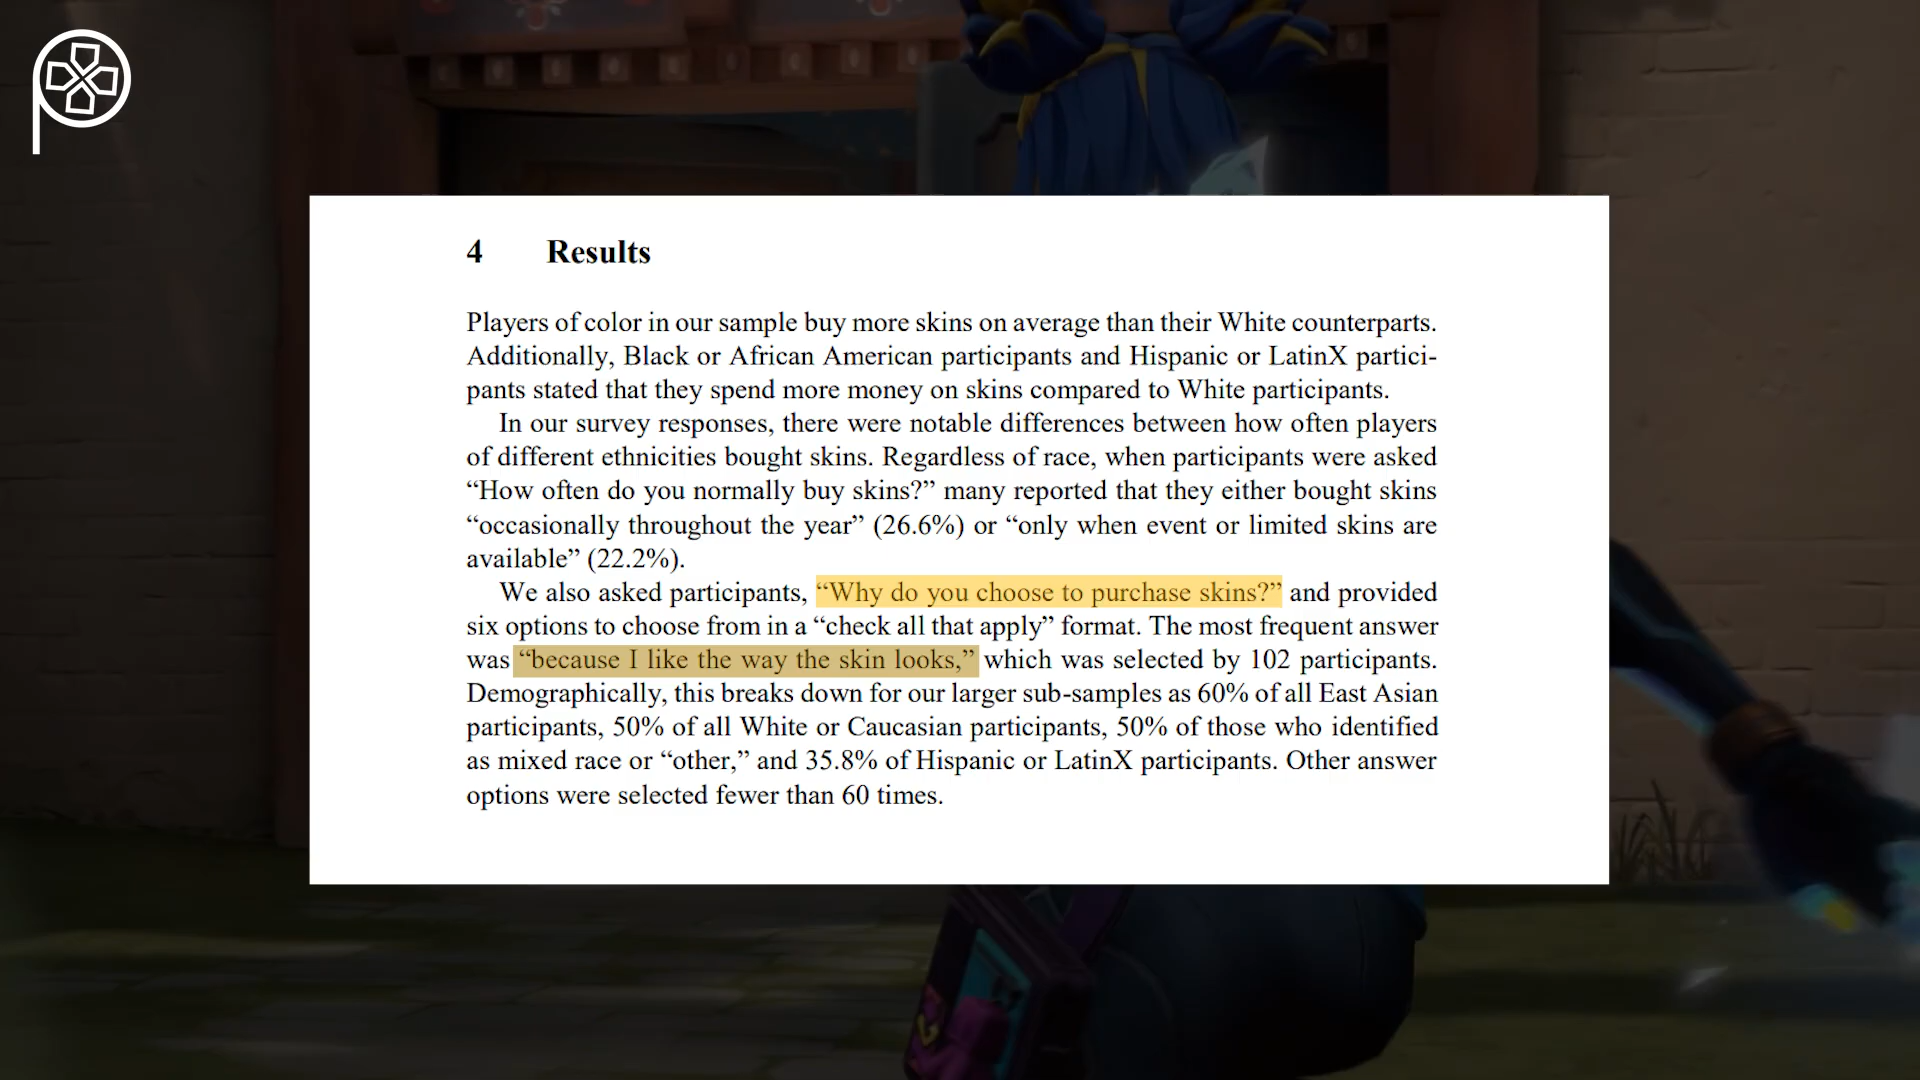 4 Results
Players of color in our sample buy more skins on average than their White counterparts.
Additionally, Black or African American participants and Hispanic or LatinX partici-
pants stated that they spend more money on skins compared to White participants.
In our survey responses, there were notable differences between how often players
of different ethnicities bought skins. Regardless of race, when participants were asked
“How often do you normally buy skins?” many reported that they either bought skins
“occasionally throughout the year” (26.6%) or “only when event or limited skins are
available” (22.2%).
We also asked participants, “Why do you choose to purchase skins?” and provided
six options to choose from in a “check all that apply” format. The most frequent answer
was “because I like the way the skin looks,” which was selected by 102 participants.
Demographically, this breaks down for our larger sub-samples as 60% of all East Asian
participants, 50% of all White or Caucasian participants, 50% of those who identified
as mixed race or “other,” and 35.8% of Hispanic or LatinX participants. Other answer
options were selected fewer than 60 times.